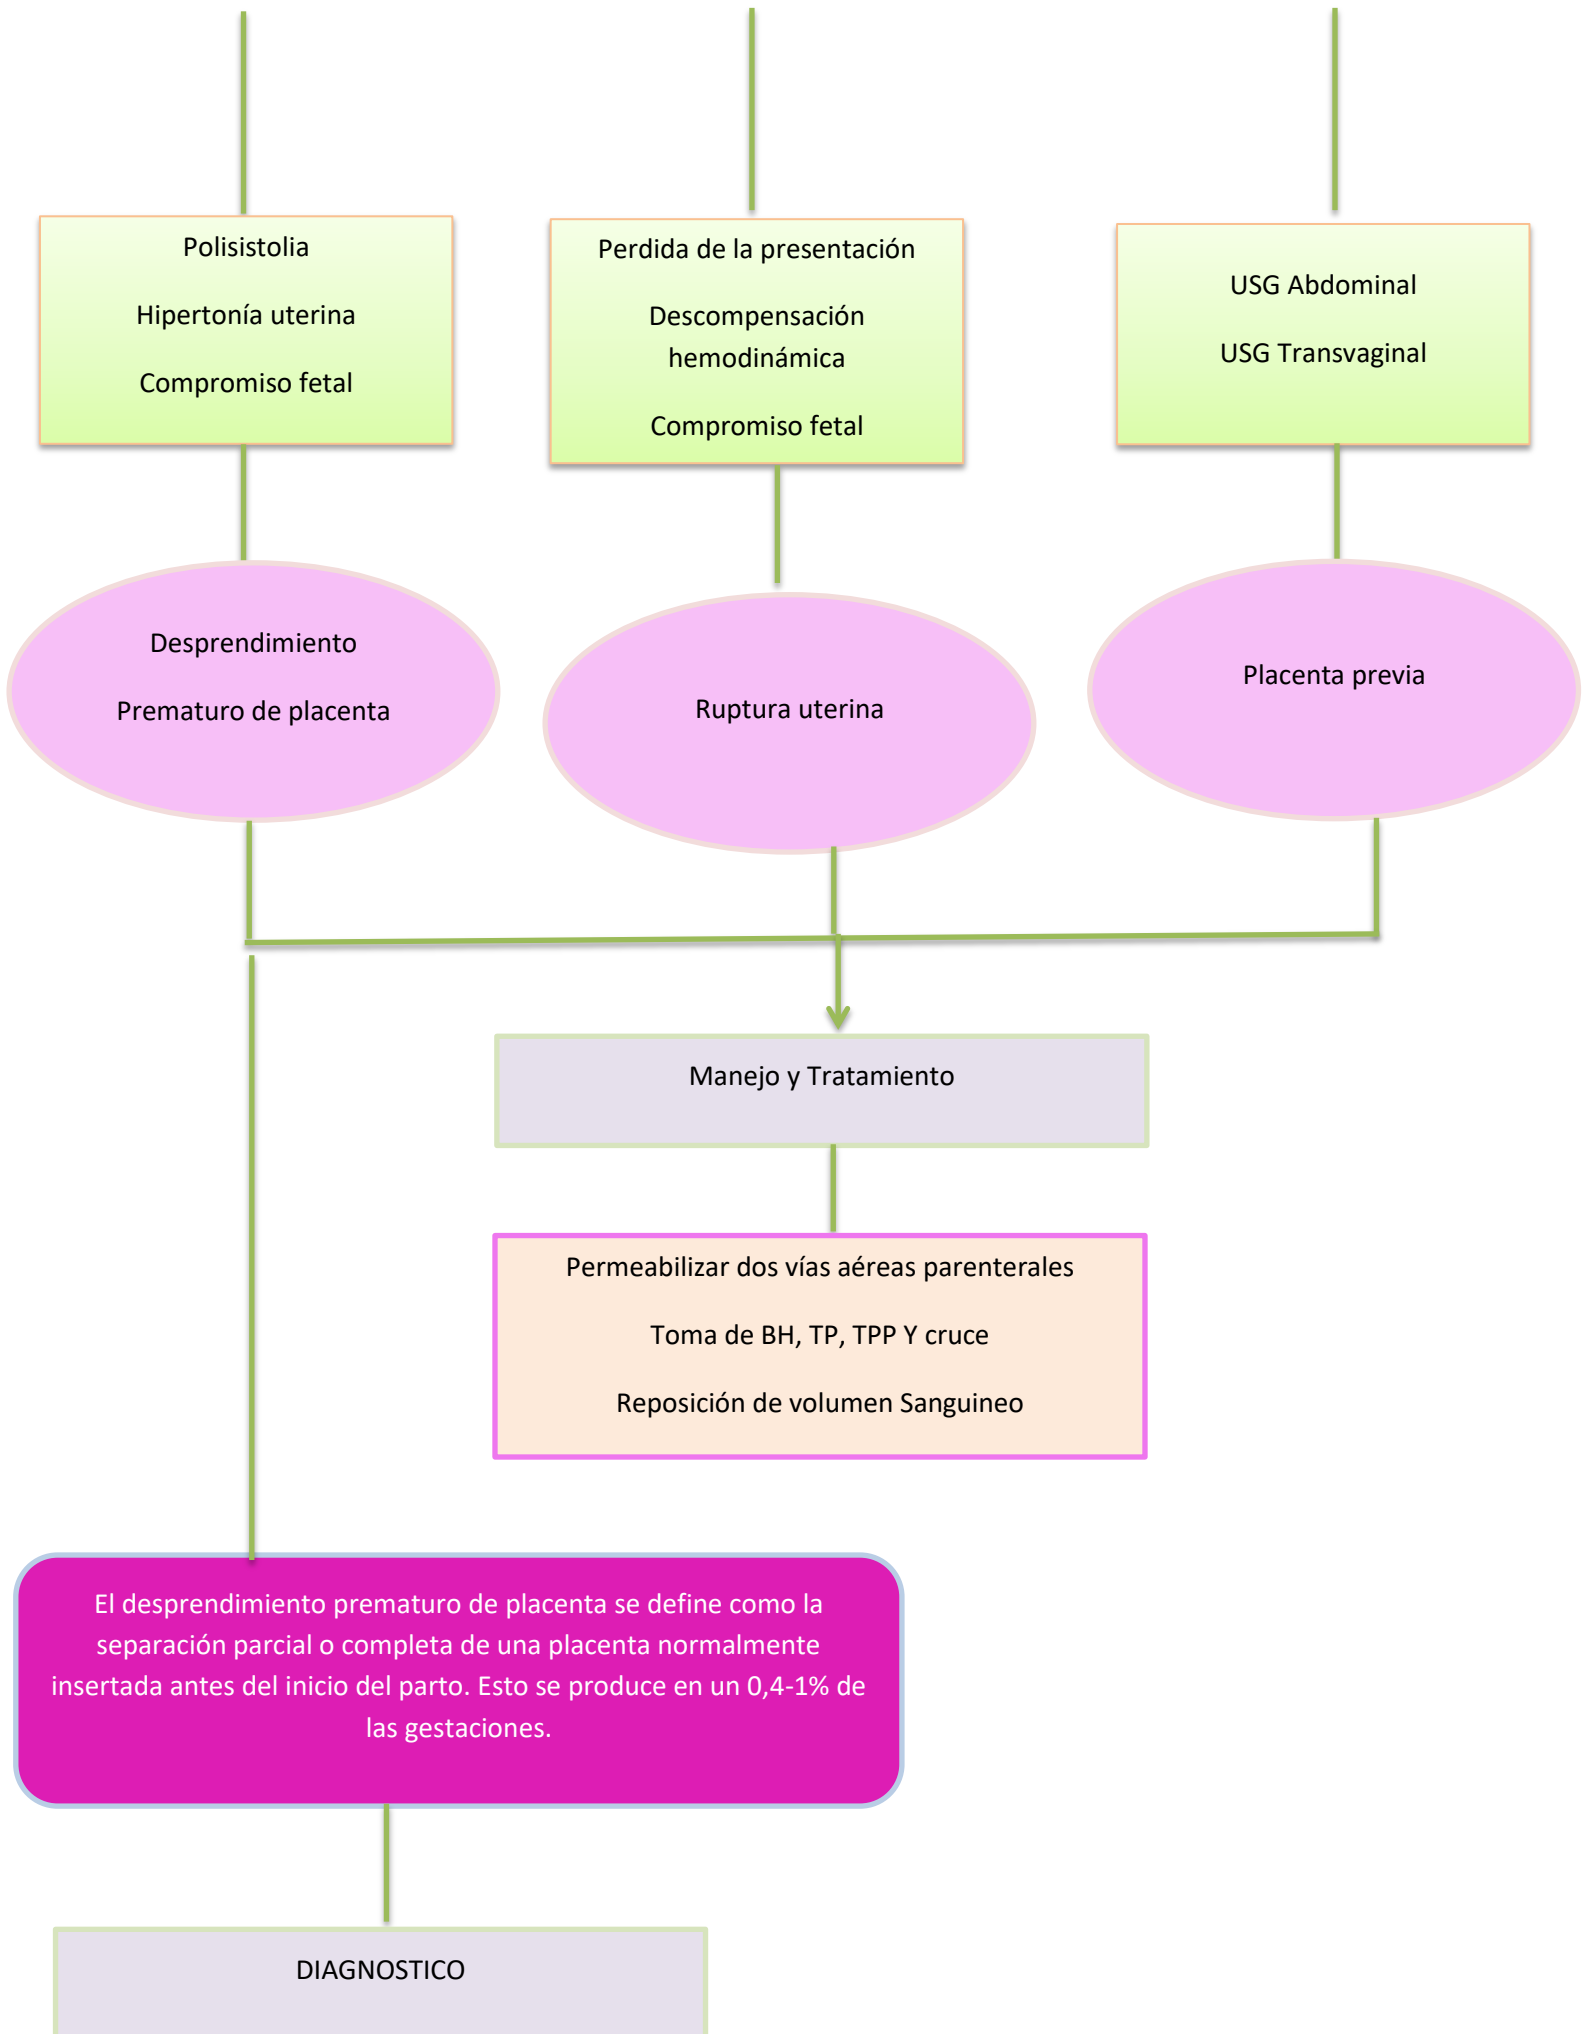 Polisistolia
Hipertonía uterina
Compromiso fetal
Perdida de la presentación
Descompensación
hemodinámica
Compromiso fetal
USG Abdominal
USG Transvaginal
Desprendimiento
Prematuro de placenta
Ruptura uterina
Placenta previa
Manejo y Tratamiento
Permeabilizar dos vías aéreas parenterales
Toma de BH, TP, TPP Y cruce
Reposición de volumen Sanguineo
El desprendimiento prematuro de placenta se define como la
separación parcial o completa de una placenta normalmente
insertada antes del inicio del parto. Esto se produce en un 0,4-1% de
las gestaciones.
DIAGNOSTICO